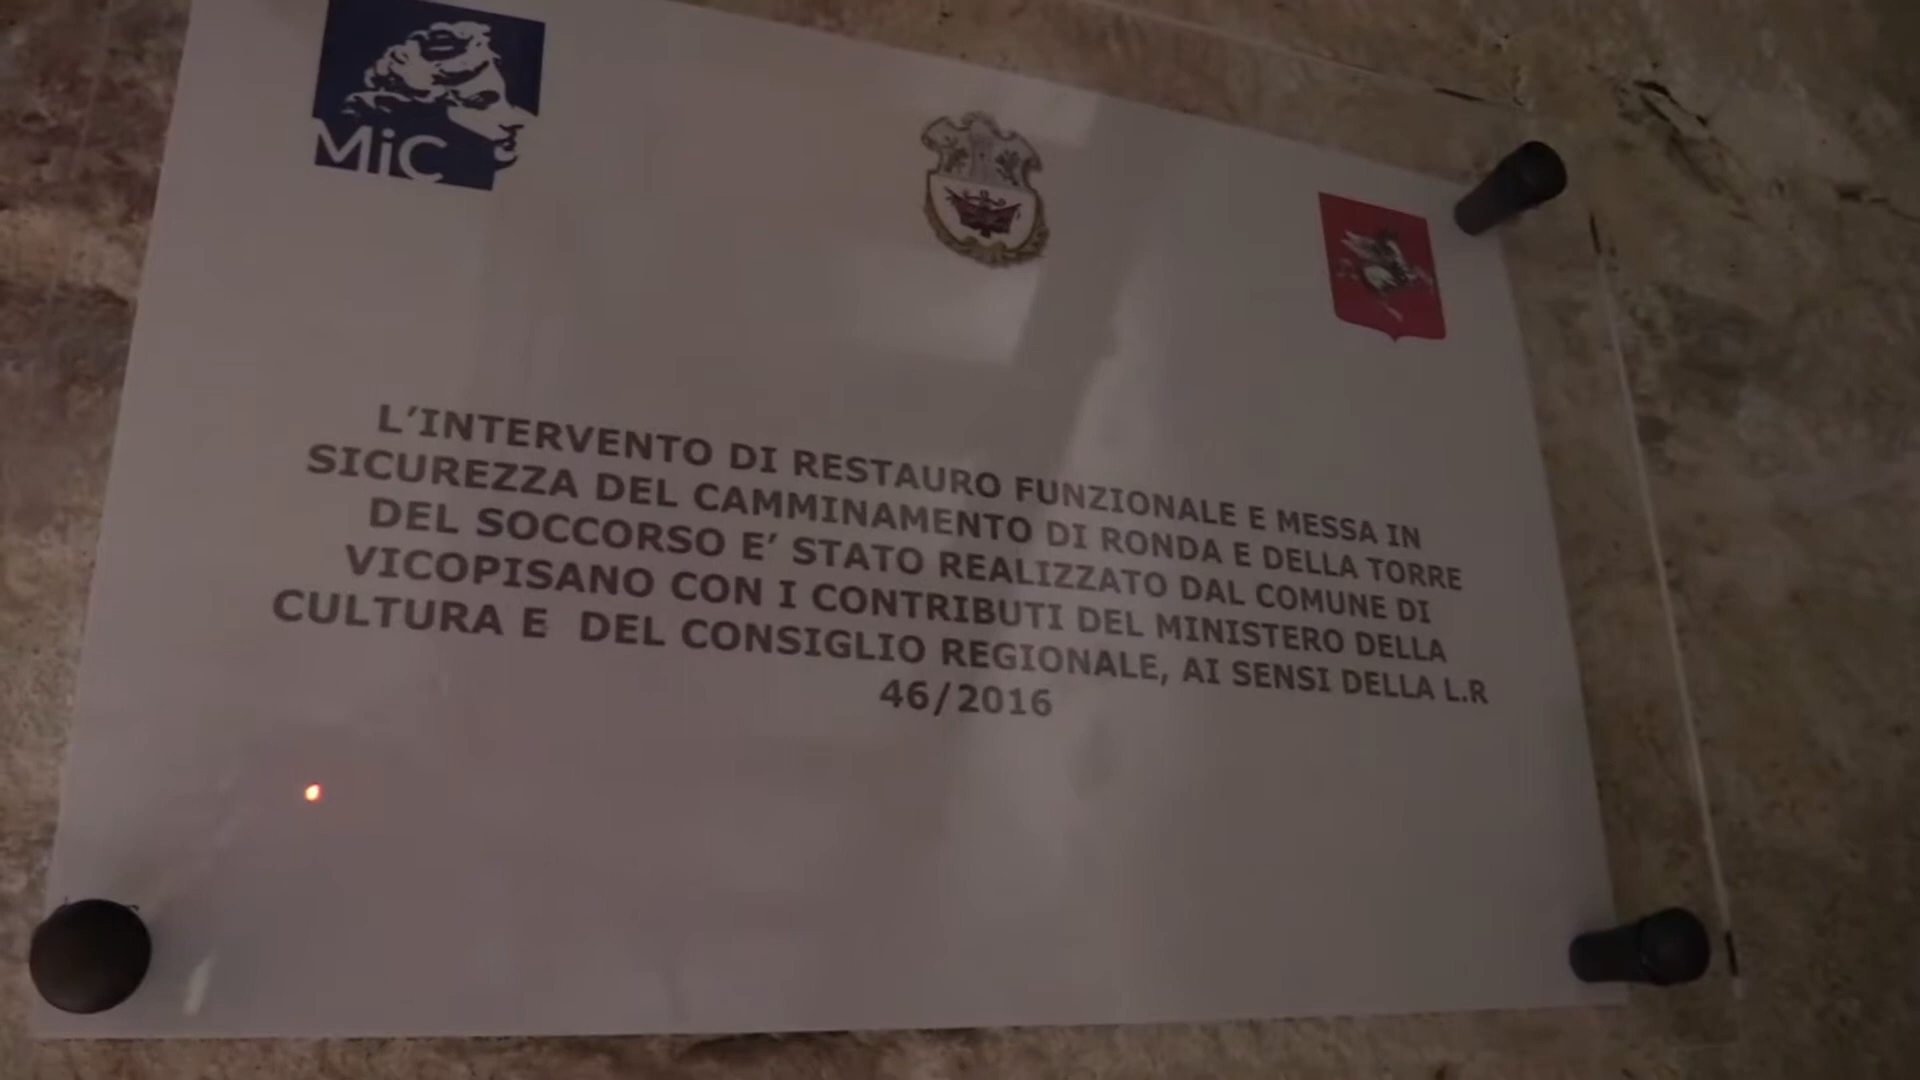 MiC
L'INTERVENTO DI RESTAURO FUNZIONALE E MESSA IN
SICUREZZA DEL CAMMINAMENTO DI RONDA E DELLA TORRE
DEL SOCCORSO E' STATO REALIZZATO DAL COMUNE DI
VICOPISANO CON I CONTRIBUTI DEL MINISTERO DELLA
CULTURA E DEL CONSIGLIO REGIONALE, AI SENSI DELLA L.R
46/2016